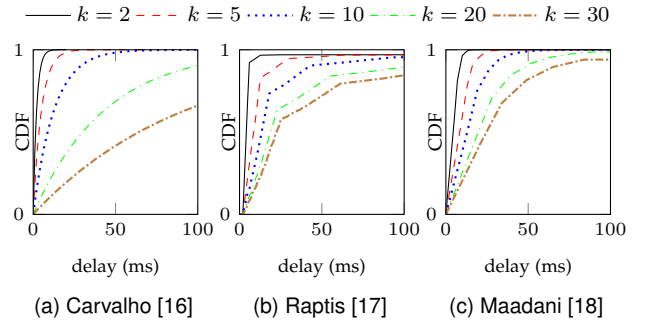 k = 2 k = 5 k = 10 k = 20 k = 30
1 1 1
CDF CDF CDF
0 0 0
0 50 100 0 50 100 0 50 100
delay (ms) delay (ms) delay (ms)
(a) Carvalho [16] (b) Raptis [17] (c) Maadani [18]